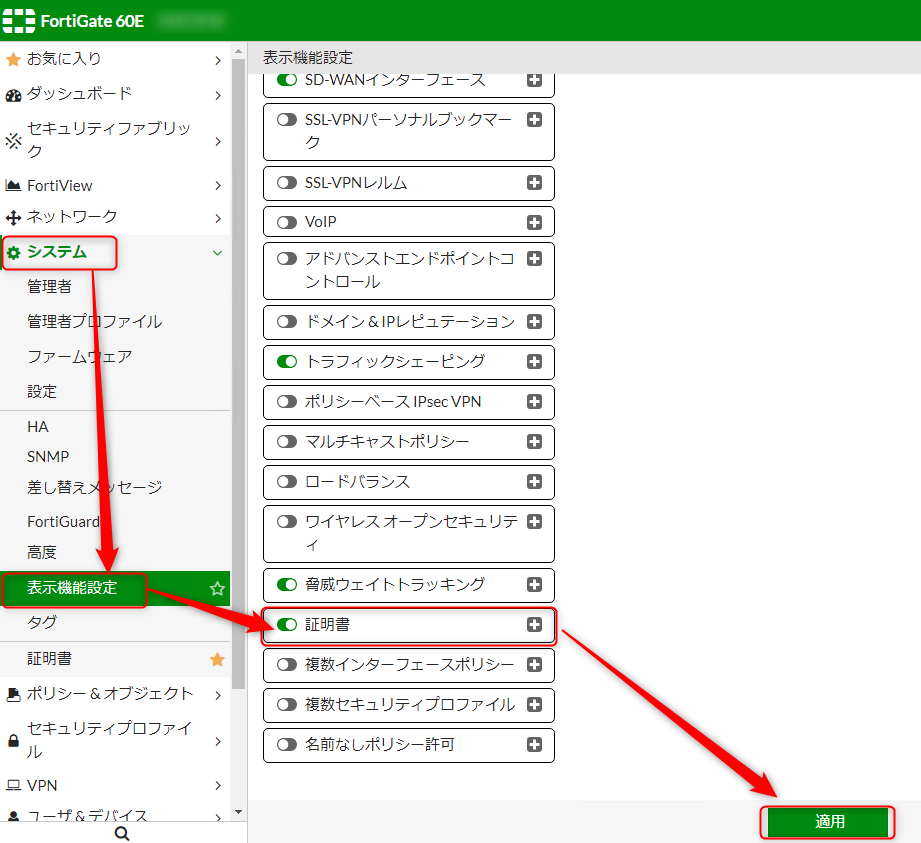 FortiGate 60E
お気に入り
ダッシュボード
セキュリティファブリッ
ク
FortiView
ネットワーク
システム
管理者
管理者プロファイル
ファームウェア
設定
HA
SNMP
差し替えメッセージ
FortiGuard
高度
表示機能設定
タグ
証明書
ポリシー & オブジェクト
セキュリティプロファイ
ル
VPN
ユーザ & デバイス
表示機能設定
SD-WANインターフェース
SSL-VPNパーソナルブックマー
ク
SSL-VPNレルム
VoIP
アドバンストエンドポイントコ
ントロール
ドメイン & IPレピュテーション
トラフィックシェーピング
ポリシーベース IPsec VPN
マルチキャストポリシー
ロードバランス
ワイヤレス オープンセキュリテ
ィ
脅威ウェイトトラッキング
証明書
複数インターフェースポリシー
複数セキュリティプロファイル
名前なしポリシー許可
適用